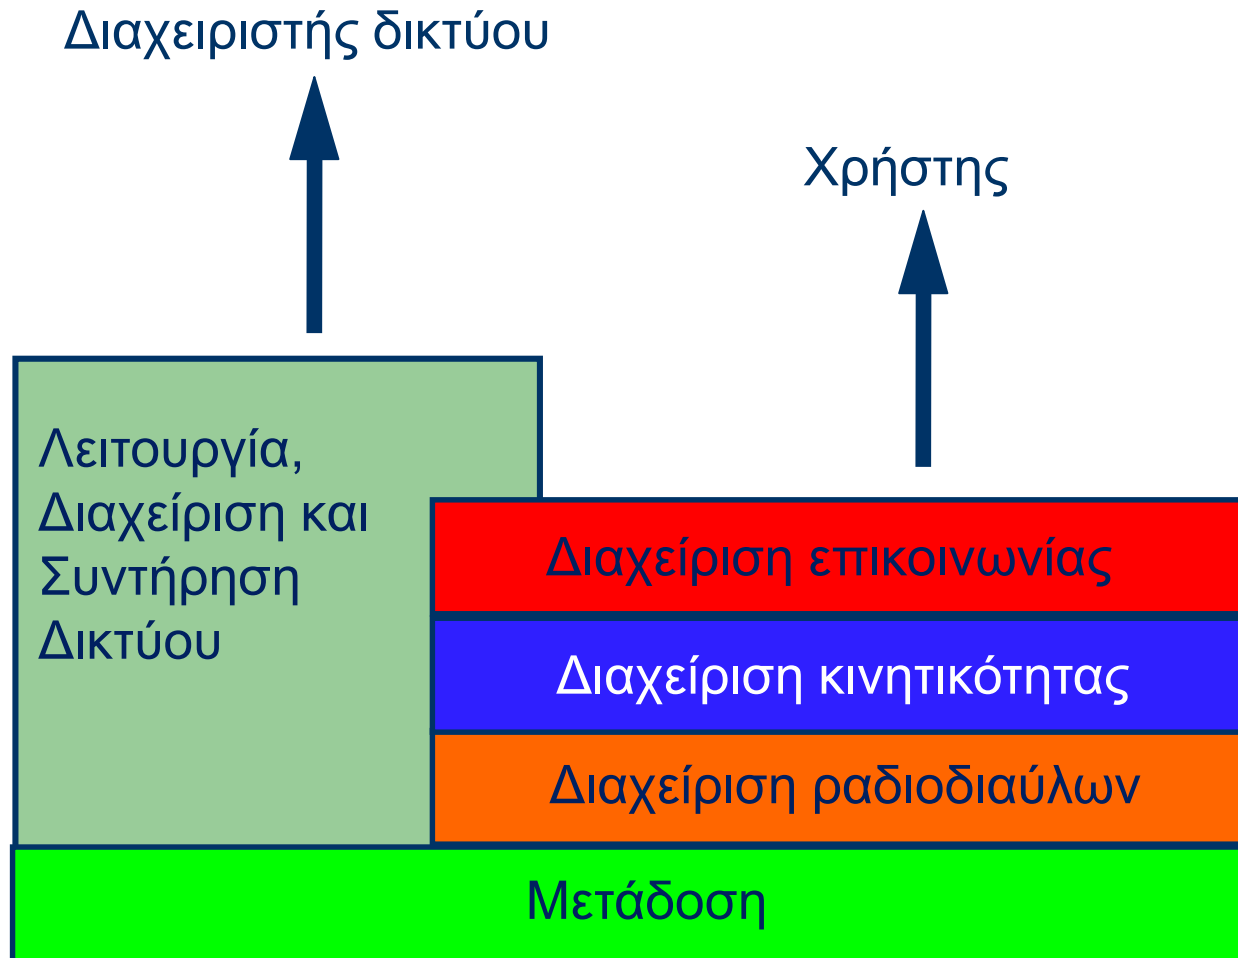 Διαχειριστής δικτύου
Χρήστης
Λειτουργία,
Διαχείριση και
Συντήρηση
Δικτύου
Διαχείριση επικοινωνίας
Διαχείριση κινητικότητας
Διαχείριση ραδιοδιαύλων
Μετάδοση